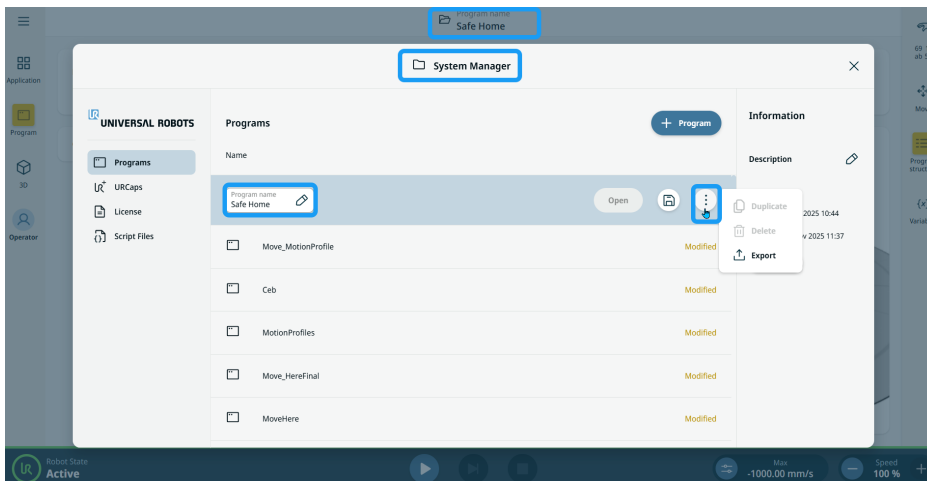 Program name
Safe Home
System Manager
Application
Program
3D
Operator
UNIVERSAL ROBOTS
Programs
URCaps
License
Script Files
Programs
+ Program
Name
Program name
Safe Home
Open
Move_MotionProfile
Modified
Ceb
Modified
MotionProfiles
Modified
Move_HereFinal
Modified
MoveHere
Modified
Information
Description
Duplicate
Delete
Export
2025 10:44
2025 11:37
69
Robot State
Active
Max
-1000.00 mm/s
Speed
100 %